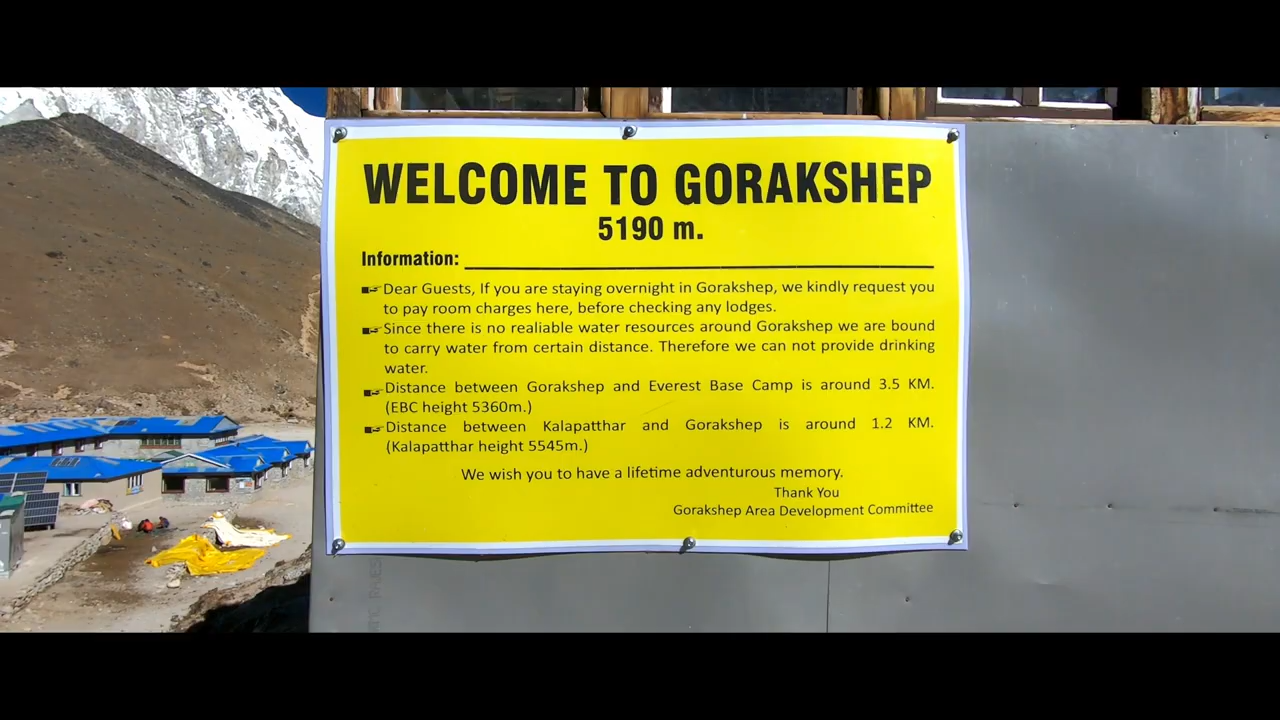 WELCOME TO GORAKSHEP
5190 m.
Information:
Dear Guests, If you are staying overnight in Gorakshep, we kindly request you
to pay room charges here, before checking any lodges.
Since there is no realiable water resources around Gorakshep we are bound
to carry water from certain distance. Therefore we can not provide drinking
water.
Distance between Gorakshep and Everest Base Camp is around 3.5 KM.
(EBC height 5360m.)
Distance between Kalapatthar and Gorakshep is around 1.2 KM.
(Kalapatthar height 5545m.)
We wish you to have a lifetime adventurous memory.
Thank You
Gorakshep Area Development Committee